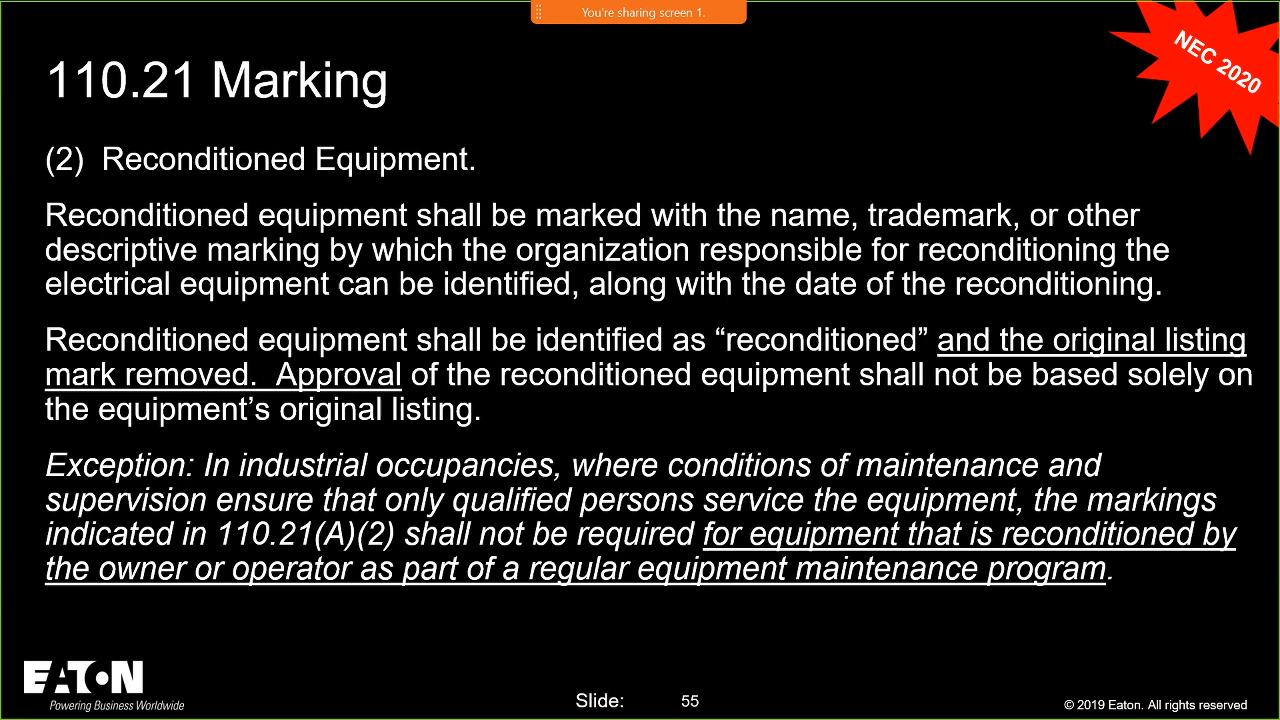 You're sharing screen 1.
NEC 2020
110.21 Marking
(2) Reconditioned Equipment.
Reconditioned equipment shall be marked with the name, trademark, or other
descriptive marking by which the organization responsible for reconditioning the
electrical equipment can be identified, along with the date of the reconditioning.
Reconditioned equipment shall be identified as “reconditioned” and the original listing
mark removed. Approval of the reconditioned equipment shall not be based solely on
the equipment’s original listing.
Exception: In industrial occupancies, where conditions of maintenance and
supervision ensure that only qualified persons service the equipment, the markings
indicated in 110.21(A)(2) shall not be required for equipment that is reconditioned by
the owner or operator as part of a regular equipment maintenance program.
EATON
Powering Business Worldwide
Slide: 55
© 2019 Eaton. All rights reserved